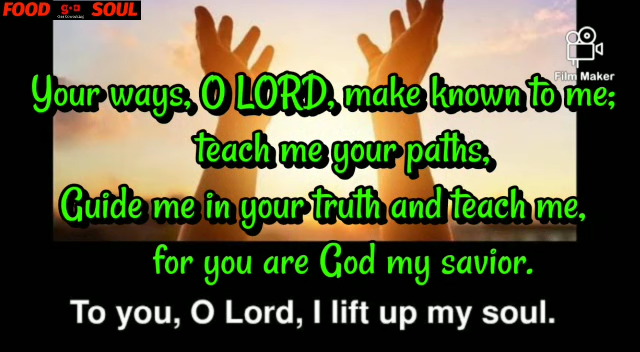 FOOD SOUL
Film Maker
Your ways, O LORD, make known to me;
teach me your paths,
Guide me in your truth and teach me,
for you are God my savior.
To you, O Lord, I lift up my soul.